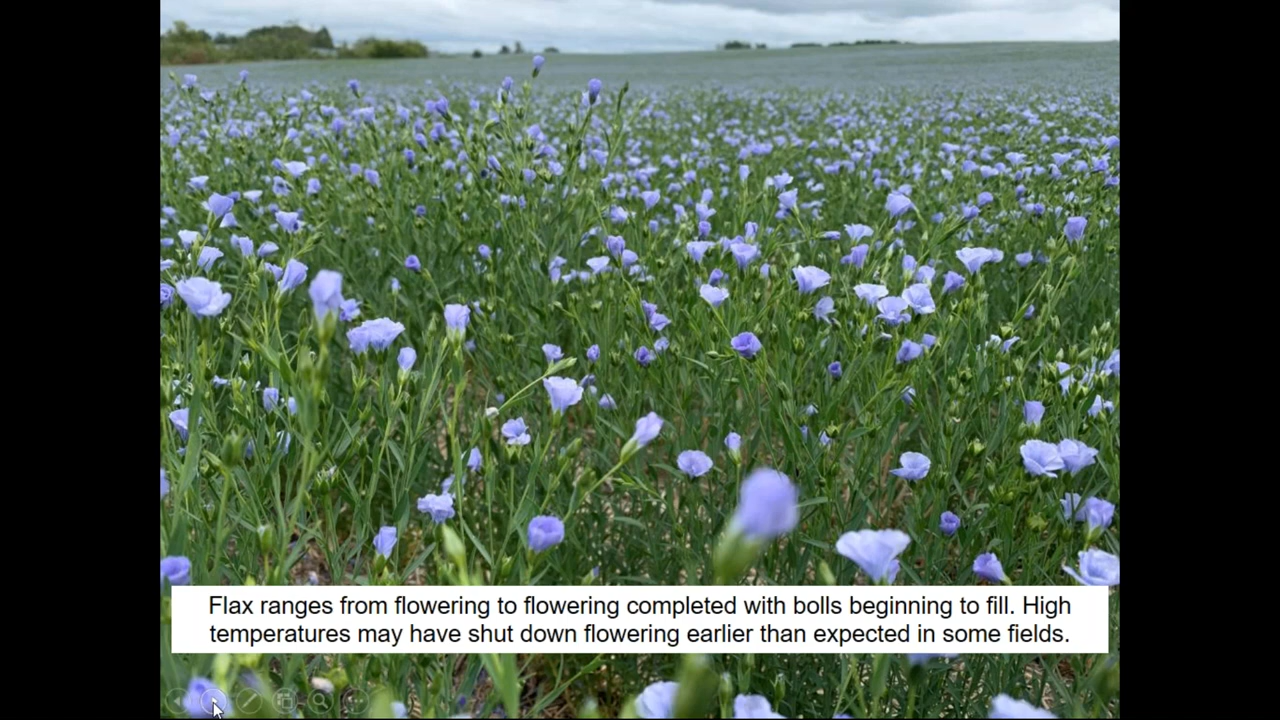 Flax ranges from flowering to flowering completed with bolls beginning to fill. High
temperatures may have shut down flowering earlier than expected in some fields.